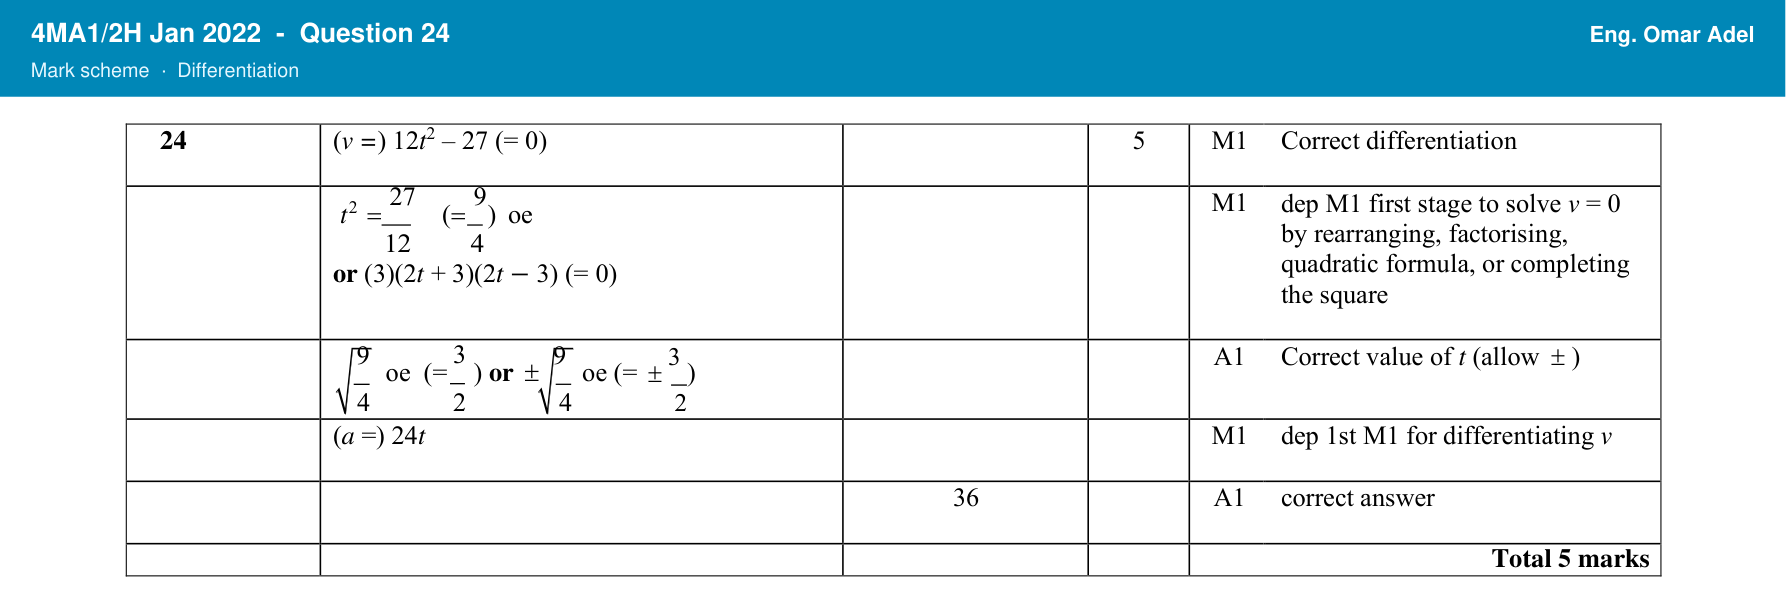 4MA1/2H Jan 2022 - Question 24
Eng. Omar Adel
Mark scheme · Differentiation
24 (v =) 12t² – 27 (= 0) 5 M1 Correct differentiation
t² = 27/12 (= 9/4) oe M1 dep M1 first stage to solve v = 0
by rearranging, factorising,
or (3)(2t + 3)(2t − 3) (= 0) quadratic formula, or completing
the square
√(9/4) oe (= 3/2) or ±√(9/4) oe (= ± 3/2) A1 Correct value of t (allow ± )
(a =) 24t M1 dep 1st M1 for differentiating v
36 A1 correct answer
Total 5 marks